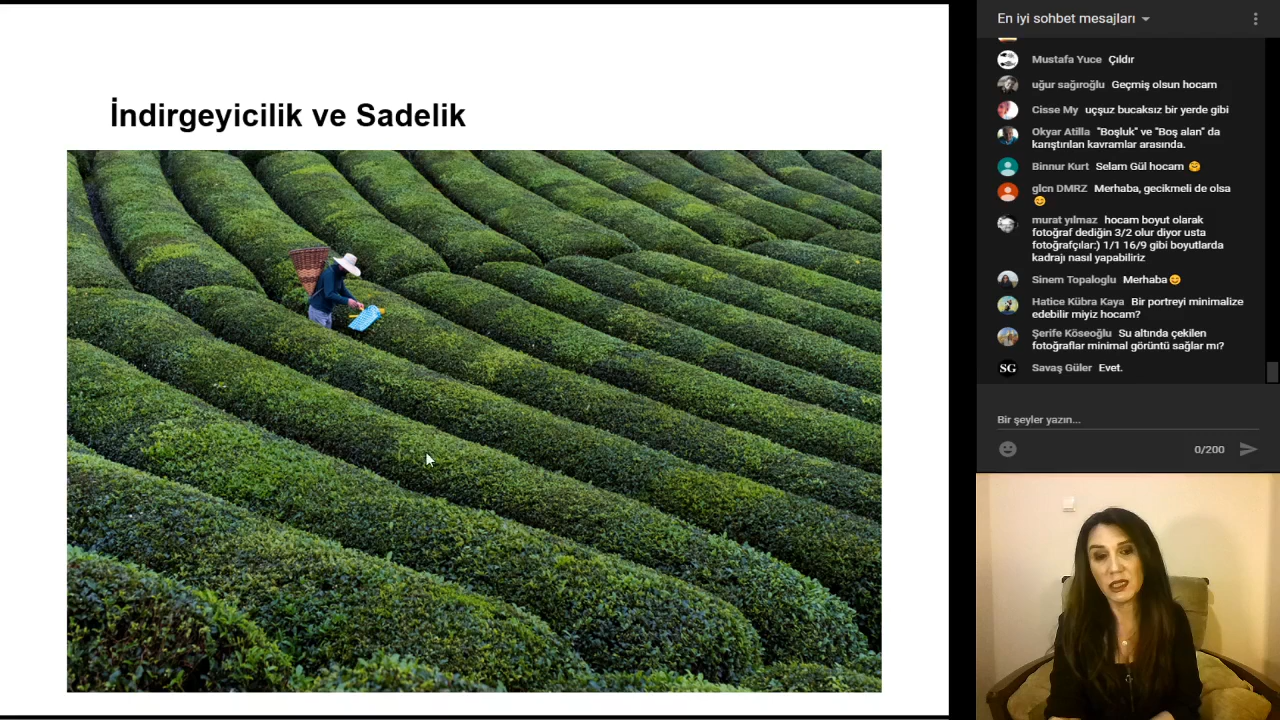 İndirgeyicilik ve Sadelik
En iyi sohbet mesajları
Mustafa Yuce Çıldır
uğur sağıroğlu Geçmiş olsun hocam
Cisse My uçşuz bucaksız bir yerde gibi
Okyar Atilla "Boşluk" ve "Boş alan" da
karıştırılan kavramlar arasında.
Binnur Kurt Selam Gül hocam 🤗
glcn DMRZ Merhaba, gecikmeli de olsa
😊
murat yılmaz hocam boyut olarak
fotoğraf dediğin 3/2 olur diyor usta
fotoğrafçılar:) 1/1 16/9 gibi boyutlarda
kadrajı nasıl yapabiliriz
Sinem Topaloglu Merhaba😊
Hatice Kübra Kaya Bir portreyi minimalize
edebilir miyiz hocam?
Şerife Köseoğlu Su altında çekilen
fotoğraflar minimal görüntü sağlar mı?
SG Savaş Güler Evet.
Bir şeyler yazın...
0/200